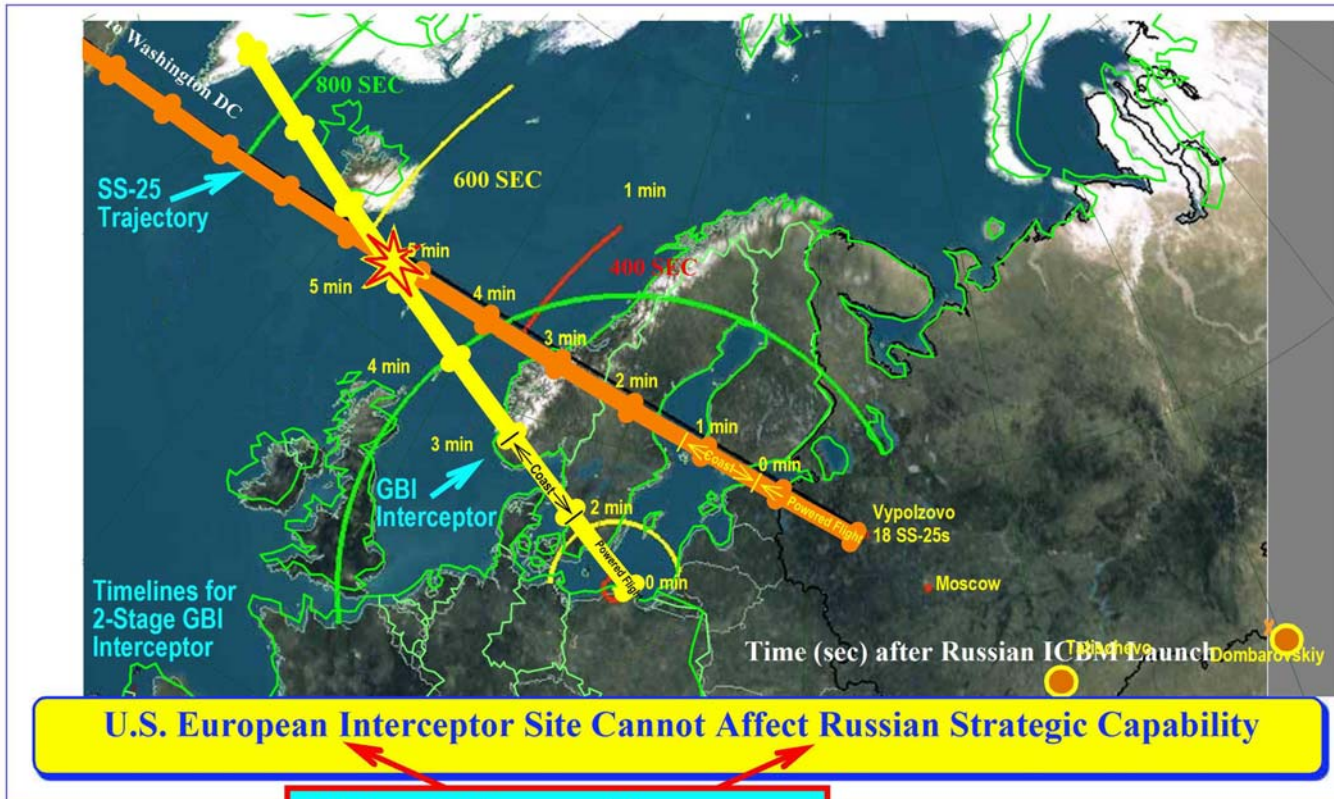 To Washington DC
800 SEC
600 SEC
1 min
SS-25
Trajectory
400 SEC
5 min
5 min
4 min
3 min
4 min
2 min
1 min
Coast
0 min
Powered Flight
3 min
GBI
Interceptor
Coast
2 min
Powered Flight
0 min
Vypolzovo
18 SS-25s
Moscow
Timelines for
2-Stage GBI
Interceptor
Time (sec) after Russian ICBM Launch
Tatischevo
Dombarovskiy
U.S. European Interceptor Site Cannot Affect Russian Strategic Capability